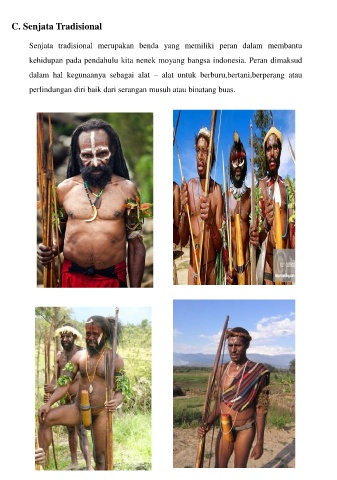 C. Senjata Tradisional
Senjata tradisional merupakan benda yang memiliki peran dalam membantu
kehidupan pada pendahulu kita nenek moyang bangsa indonesia. Peran dimaksud
dalam hal kegunaanya sebagai alat – alat untuk berburu,bertani,berperang atau
perlindungan diri baik dari serangan musuh atau binatang buas.